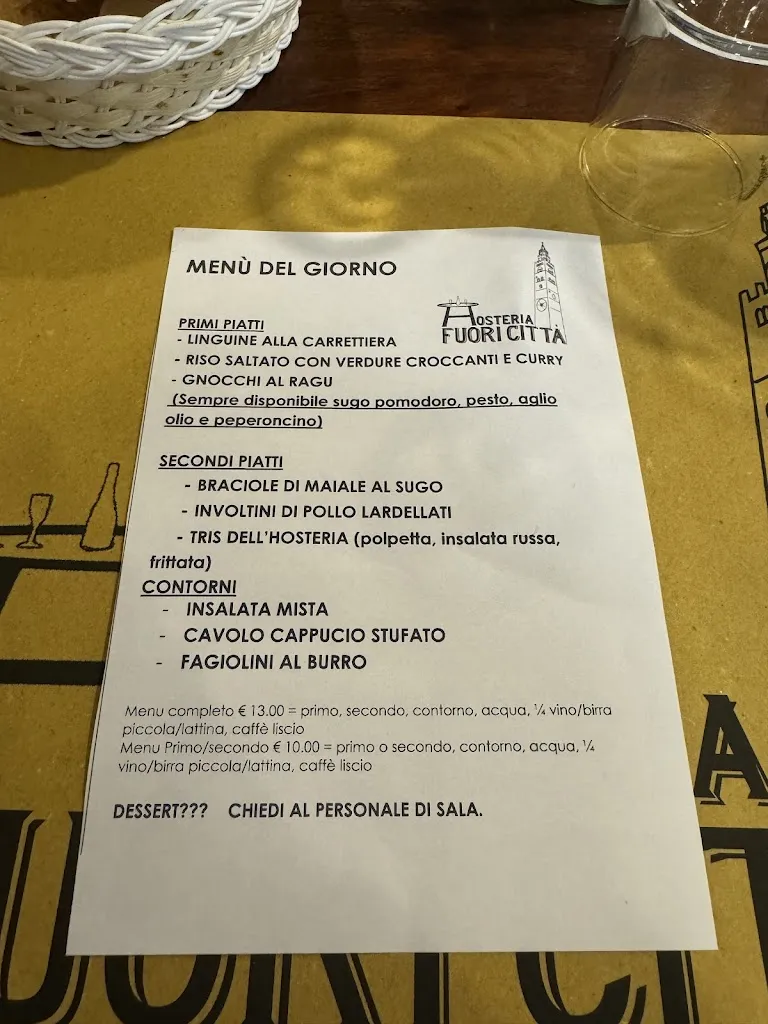 MENÙ DEL GIORNO
HOSTERIA
FUORI CITTÀ
PRIMI PIATTI
- LINGUINE ALLA CARRETTIERA
- RISO SALTATO CON VERDURE CROCCANTI E CURRY
- GNOCCHI AL RAGU
(Sempre disponibile sugo pomodoro, pesto, aglio
olio e peperoncino)
SECONDI PIATTI
- BRACIOLE DI MAIALE AL SUGO
- INVOLTINI DI POLLO LARDELLATI
- TRIS DELL'HOSTERIA (polpetta, insalata russa,
frittata)
CONTORNI
- INSALATA MISTA
- CAVOLO CAPPUCIO STUFATO
- FAGIOLINI AL BURRO
Menu completo € 13.00 = primo, secondo, contorno, acqua, ¼ vino/birra
piccola/lattina, caffè liscio
Menu Primo/secondo € 10.00 = primo o secondo, contorno, acqua, ¼
vino/birra piccola/lattina, caffè liscio
DESSERT??? CHIEDI AL PERSONALE DI SALA.